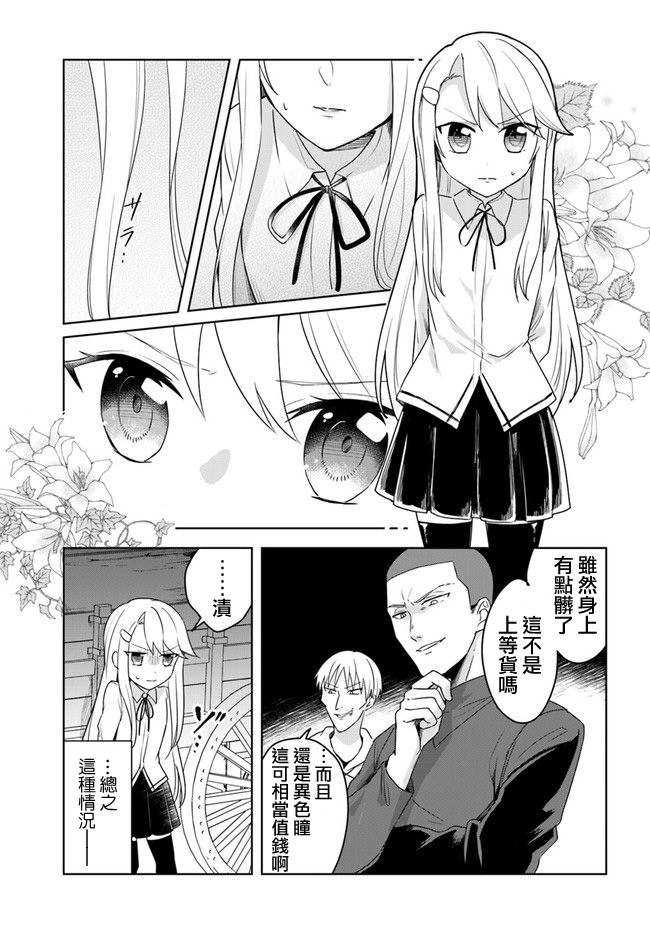 サラ…
雖然身上
有點髒了
這不是
上等貨嗎
…而且
還是異色瞳
這可相當值錢啊
……漬
…總之
這種情況──